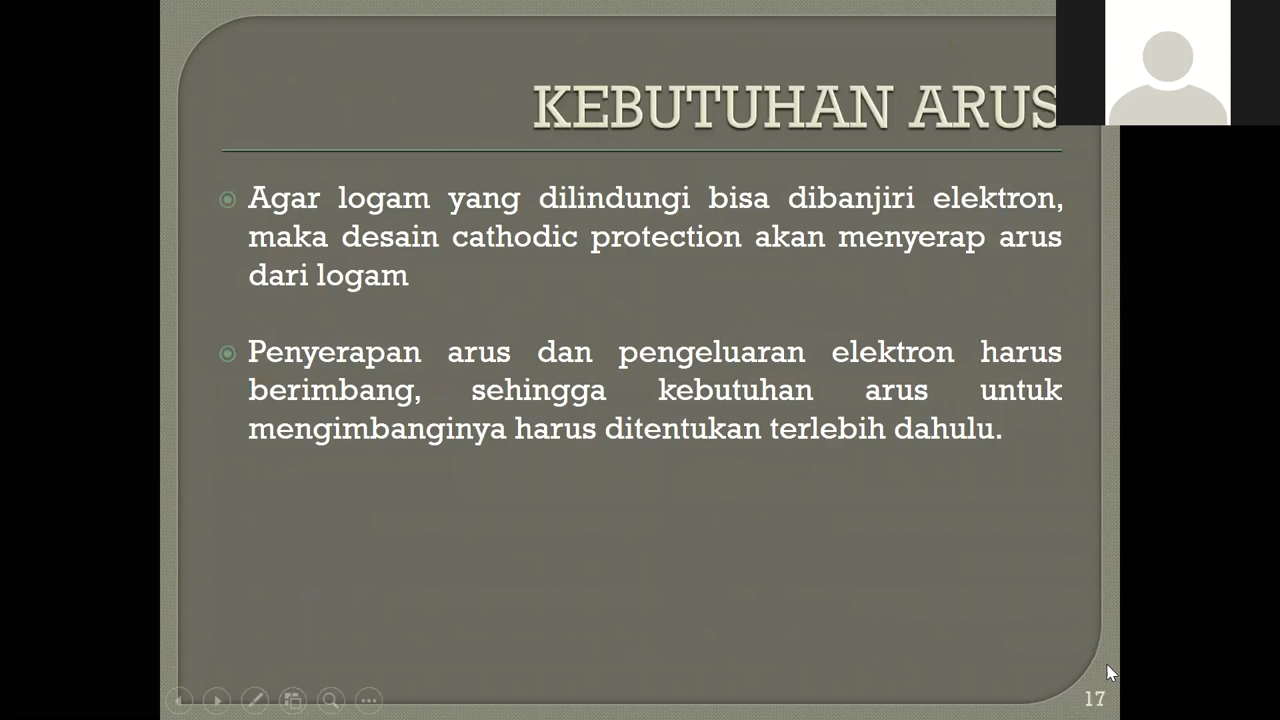 KEBUTUHAN ARUS
Agar logam yang dilindungi bisa dibanjiri elektron,
maka desain cathodic protection akan menyerap arus
dari logam
Penyerapan arus dan pengeluaran elektron harus
berimbang, sehingga kebutuhan arus untuk
mengimbanginya harus ditentukan terlebih dahulu.
17